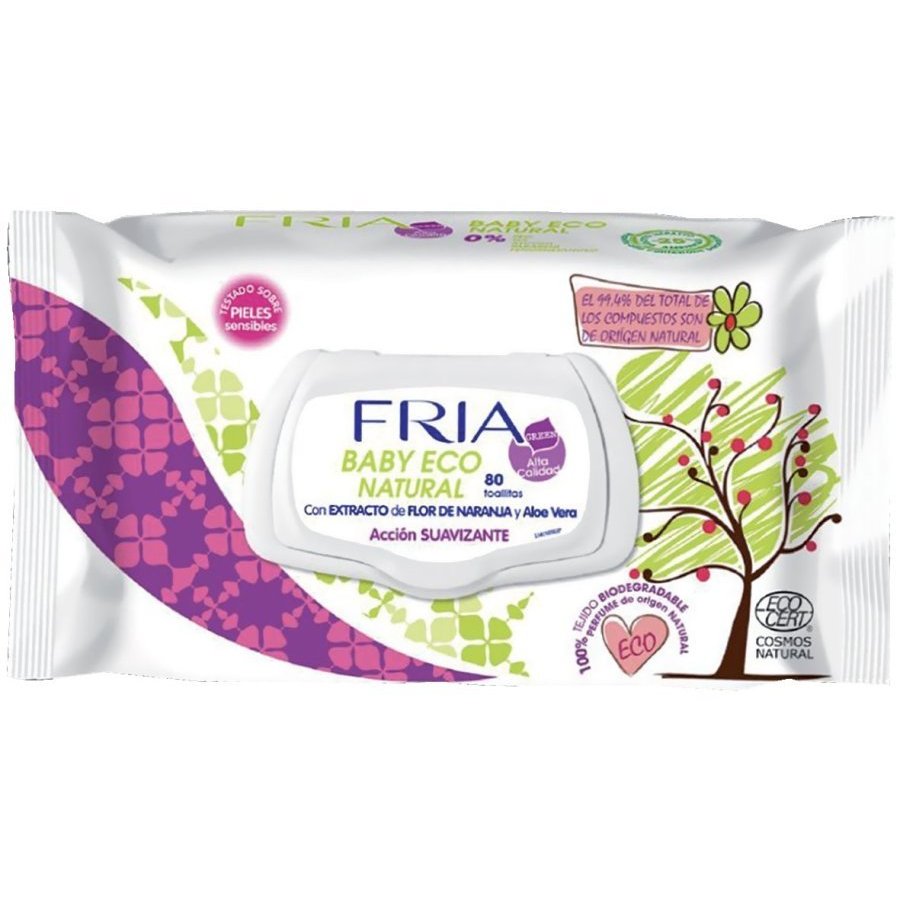 FRIA
BABY ECO
NATURAL
0%
TESTADO SOBRE
PIELES
sensibles
EL 99,4% DEL TOTAL DE
LOS COMPUESTOS SON
DE ORIÍGEN NATURAL
FRIA
GREEN
Alta
Calidad
BABY ECO
NATURAL
80
toallitas
Con EXTRACTO de FLOR DE NARANJA y Aloe Vera
Acción SUAVIZANTE
100% TEJIDO BIODEGRADABLE
PERFUME de origen NATURAL
ECO
ECO
CERT
®
COSMOS
NATURAL